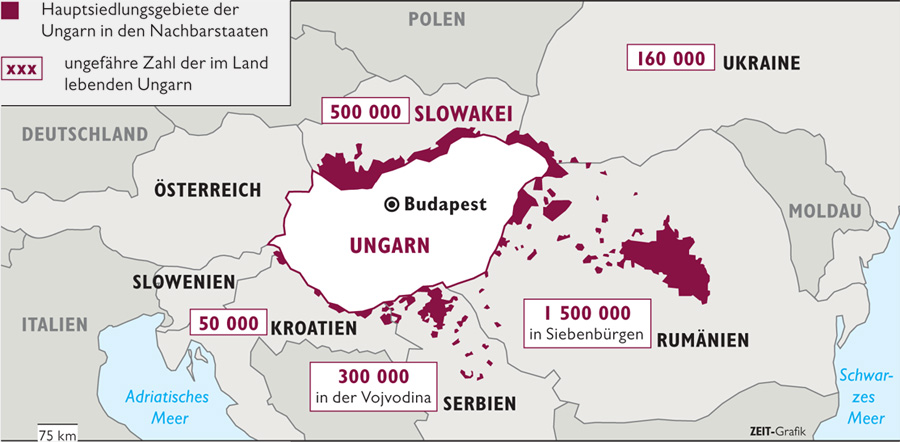 Hauptsiedlungsgebiete der
Ungarn in den Nachbarstaaten
xxx
ungefähre Zahl der im Land
lebenden Ungarn
POLEN
160 000
UKRAINE
500 000
SLOWAKEI
DEUTSCHLAND
ÖSTERREICH
Budapest
MOLDAU
UNGARN
SLOWENIEN
ITALIEN
50 000
KROATIEN
1 500 000
in Siebenbürgen
RUMÄNIEN
300 000
in der Vojvodina
SERBIEN
Adriatisches
Meer
Schwar-
zes
Meer
75 km
ZEIT-Grafik